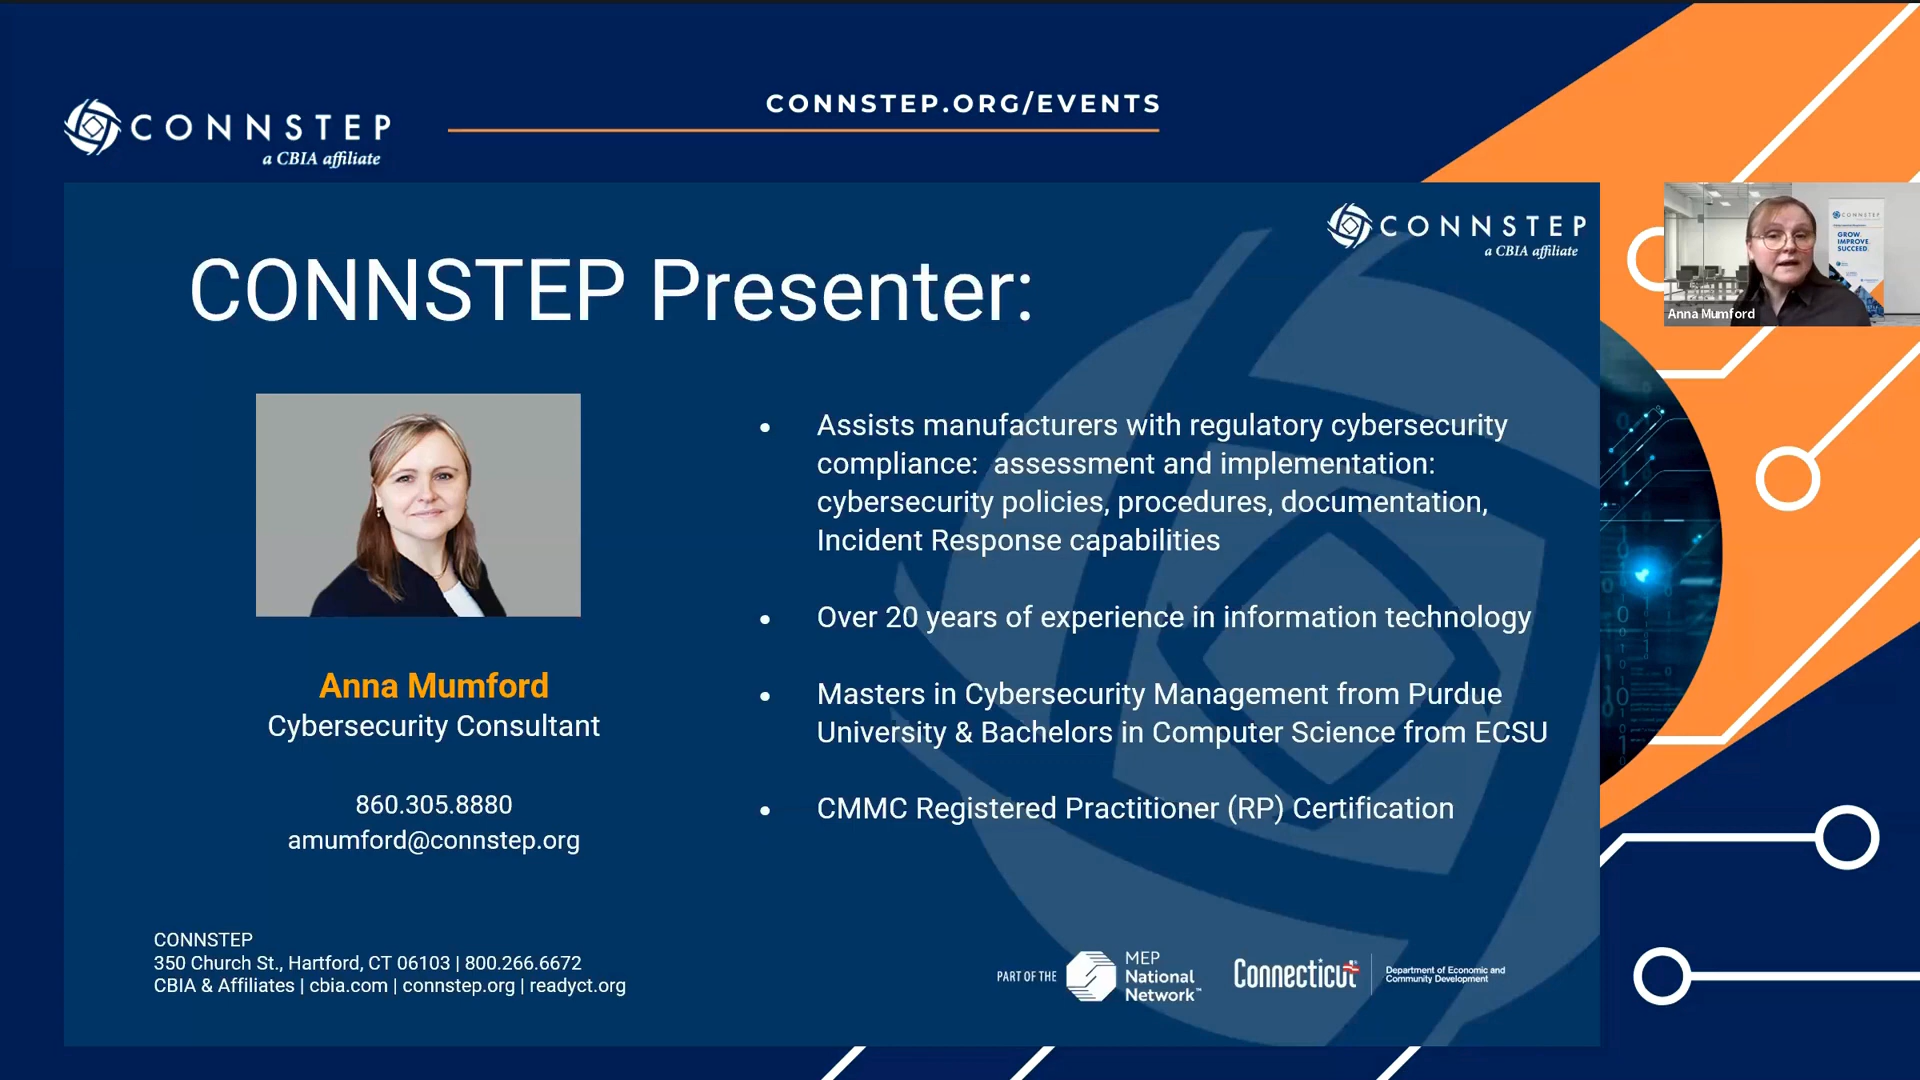 CONNSTEP
a CBIA affiliate
CONNSTEP.ORG/EVENTS
CONNSTEP
a CBIA affiliate
CONNSTEP Presenter:
Anna Mumford
Cybersecurity Consultant
860.305.8880
amumford@connstep.org
• Assists manufacturers with regulatory cybersecurity
compliance:  assessment and implementation:
cybersecurity policies, procedures, documentation,
Incident Response capabilities
• Over 20 years of experience in information technology
• Masters in Cybersecurity Management from Purdue
University & Bachelors in Computer Science from ECSU
• CMMC Registered Practitioner (RP) Certification
CONNSTEP
350 Church St., Hartford, CT 06103 | 800.266.6672
CBIA & Affiliates | cbia.com | connstep.org | readyct.org
PART OF THE
MEP
National
Network™
Connecticut
Department of Economic and
Community Development
CONNSTEP
GROW.
IMPROVE.
SUCCEED.
Anna Mumford